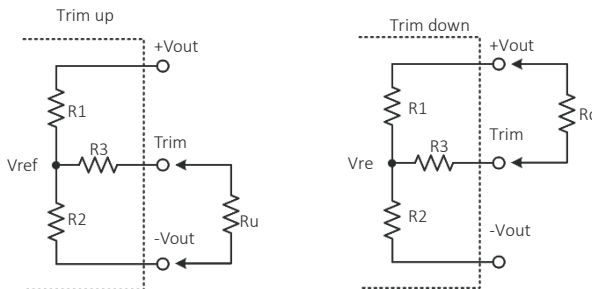 Trim up
+Vout
R1
R3
Trim
Vref
R2
Ru
-Vout
Trim down
+Vout
R1
Trim
R3
Vre
R2
-Vout